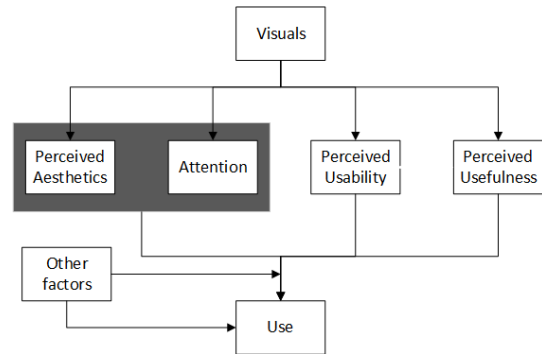 Visuals
Perceived
Aesthetics
Attention
Perceived
Usability
Perceived
Usefulness
Other
factors
Use